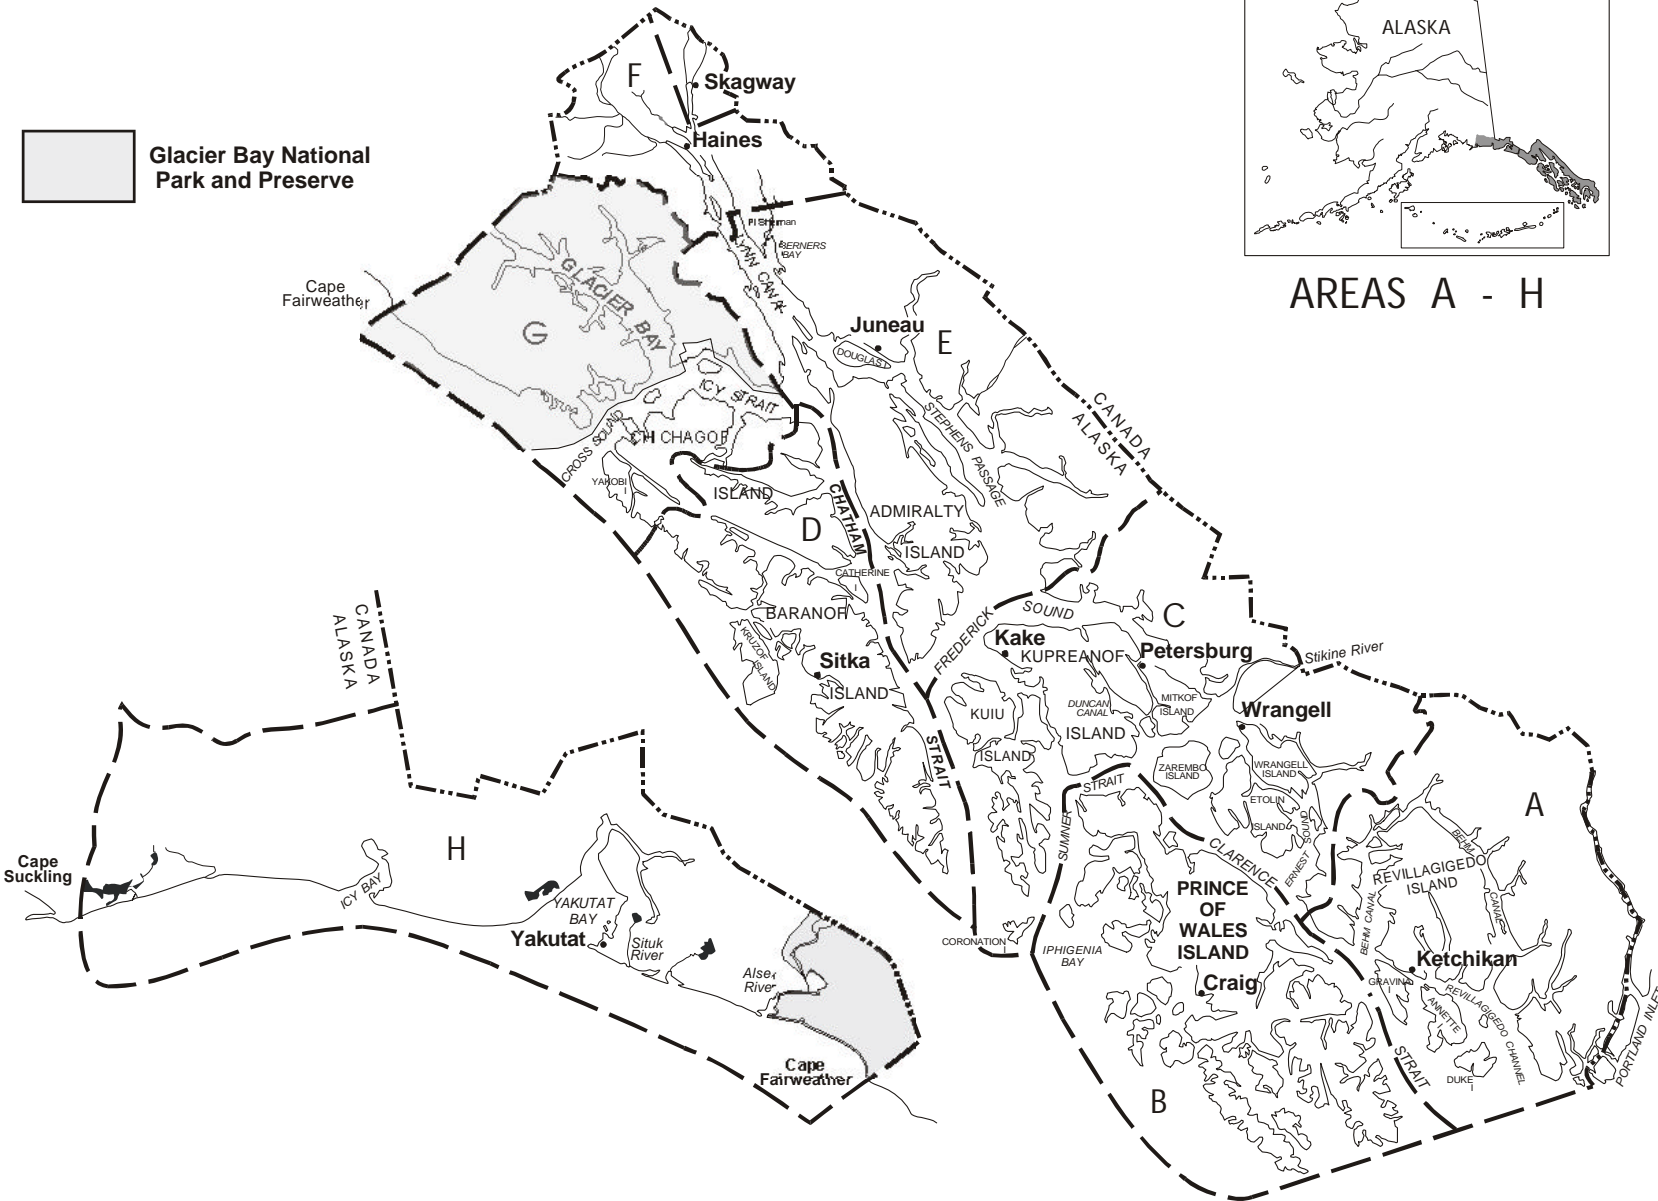 ALASKA
AREAS A - H
Glacier Bay National
Park and Preserve
F
Skagway
Haines
BERNERS
BAY
LYNN CANAL
Cape
Fairweather
GLACIER BAY
G
Juneau
E
DOUGLAS I
ICY STRAIT
CROSS SOUND
CHICHAGOF
ISLAND
YAKOBI
I
STEPHENS PASSAGE
CANADA
ALASKA
CHATHAM
STRAIT
D
ADMIRALTY
ISLAND
CATHERINE
I
BARANOF
ISLAND
KRUZOF
ISLAND
Sitka
FREDERICK
SOUND
C
Kake
KUPREANOF
ISLAND
Petersburg
Stikine River
DUNCAN
CANAL
MITKOF
ISLAND
Wrangell
KUIU
ISLAND
ZAREMBO
ISLAND
WRANGELL
ISLAND
ETOLIN
ISLAND
SUMNER
STRAIT
ERNEST SOUND
CLARENCE
STRAIT
A
BEHM
CANAL
REVILLAGIGEDO
ISLAND
BEHM CANAL
PRINCE
OF
WALES
ISLAND
CORONATION
I
IPHIGENIA
BAY
Craig
Ketchikan
GRAVINA
I
ANNETTE
I
REVILLAGIGEDO CHANNEL
DUKE
I
PORTLAND INLET
B
CANADA
ALASKA
H
Cape
Suckling
ICY BAY
YAKUTAT
BAY
Yakutat
Situk
River
Alsek
River
Cape
Fairweather